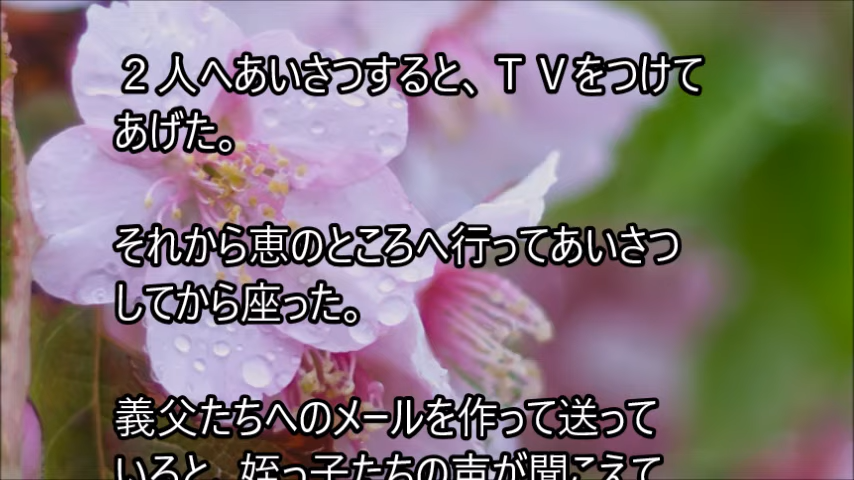 ２人へあいさつすると、ＴＶをつけて
あげた。
それから恵のところへ行ってあいさつ
してから座った。
義父たちへのメールを作って送って
いると、姪っ子たちの声が聞こえて